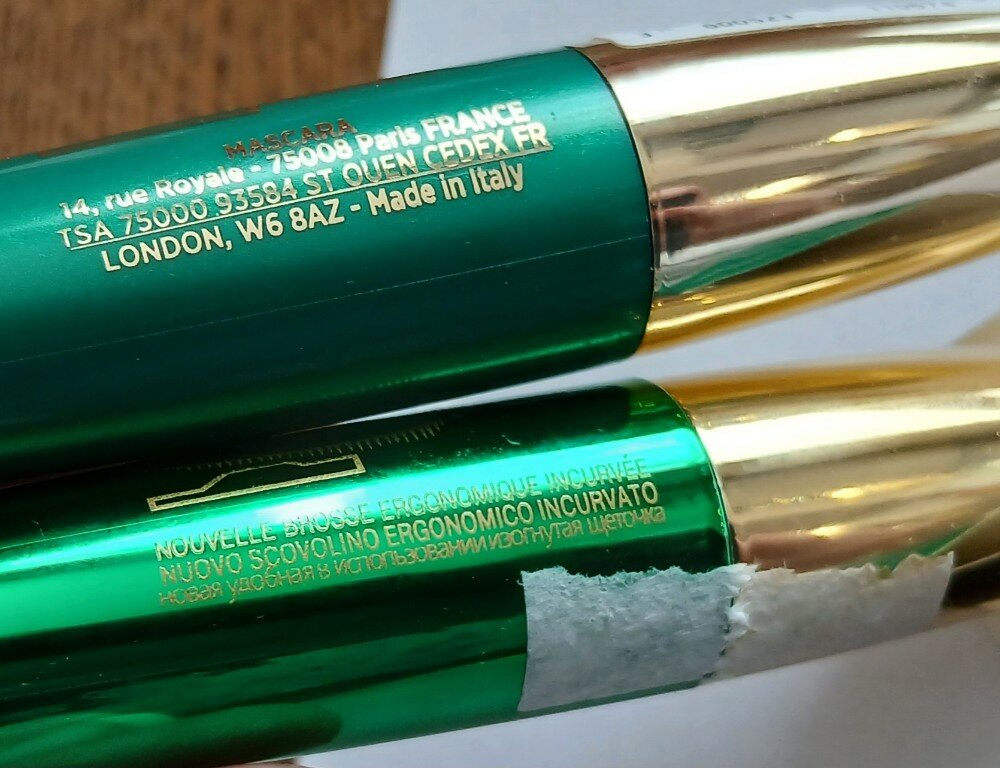 MASCARA
14, rue Royale - 75008 Paris FRANCE
TSA 75000 93584 ST OUEN CEDEX FR
LONDON, W6 8AZ - Made in Italy
NOUVELLE BROSSE ERGONOMIQUE INCURVÉE
NUOVO SCOVOLINO ERGONOMICO INCURVATO
новая удобная в использовании изогнутая щеточка